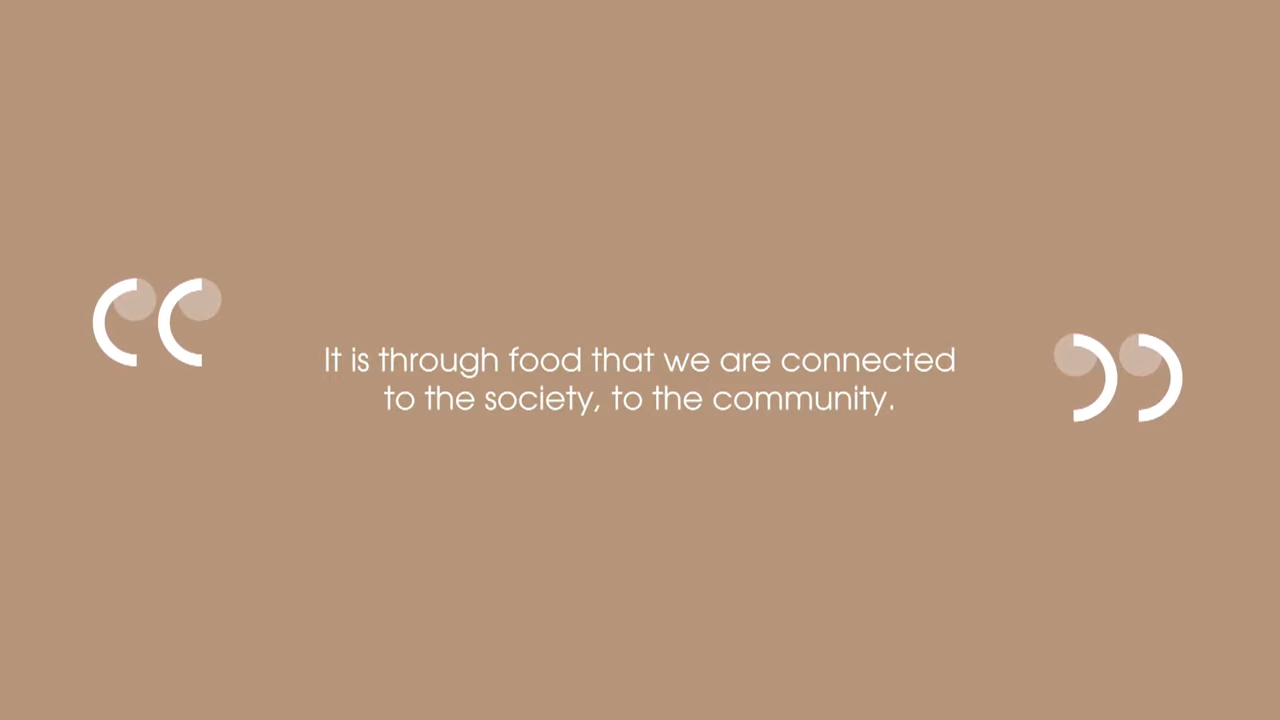 It is through food that we are connected
to the society, to the community.